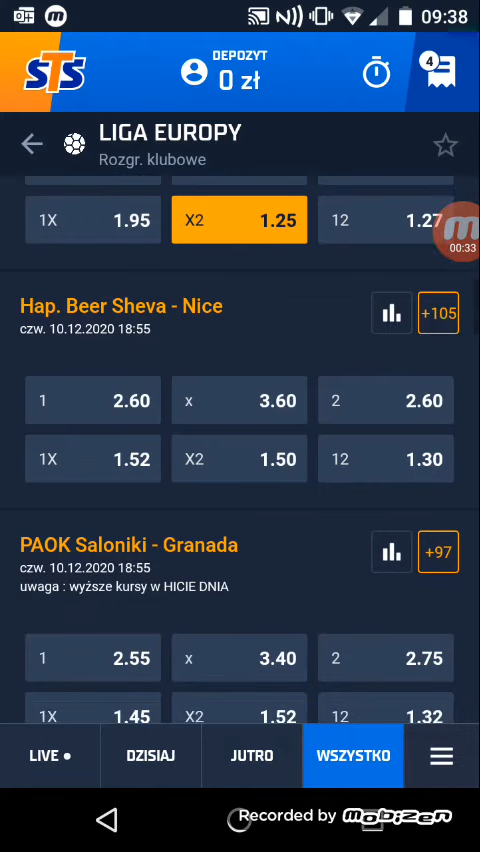 09:38
STS
DEPOZYT
0 zł
4
LIGA EUROPY
Rozgr. klubowe
1X 1.95 X2 1.25 12 1.27
00:33
Hap. Beer Sheva - Nice
czw. 10.12.2020 18:55
+105
1 2.60 x 3.60 2 2.60
1X 1.52 X2 1.50 12 1.30
PAOK Saloniki - Granada
czw. 10.12.2020 18:55
uwaga : wyższe kursy w HICIE DNIA
+97
1 2.55 x 3.40 2 2.75
1X 1.45 X2 1.52 12 1.32
LIVE DZISIAJ JUTRO WSZYSTKO
Recorded by Mobizen